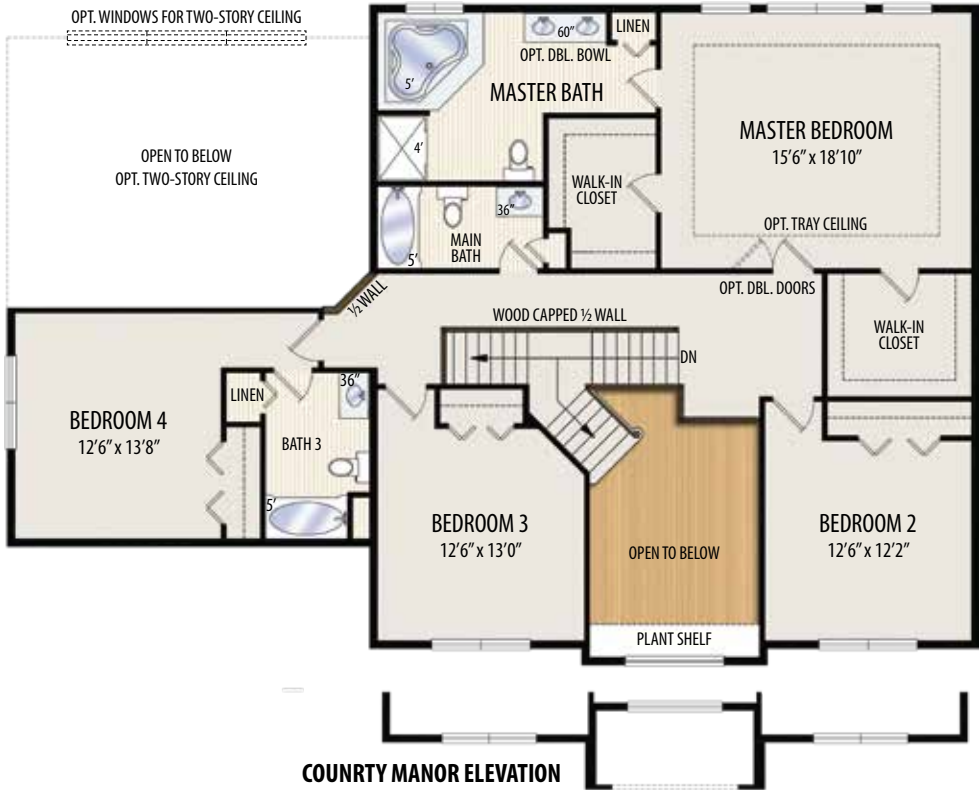 OPT. WINDOWS FOR TWO-STORY CEILING
OPEN TO BELOW
OPT. TWO-STORY CEILING
5'
60"
OPT. DBL. BOWL
LINEN
MASTER BATH
4'
MASTER BEDROOM
15'6" x 18'10"
OPT. TRAY CEILING
WALK-IN
CLOSET
36"
MAIN
BATH
5'
½ WALL
OPT. DBL. DOORS
WOOD CAPPED ½ WALL
DN
WALK-IN
CLOSET
BEDROOM 4
12'6" x 13'8"
LINEN
36"
BATH 3
5'
BEDROOM 3
12'6" x 13'0"
OPEN TO BELOW
PLANT SHELF
BEDROOM 2
12'6" x 12'2"
COUNRTY MANOR ELEVATION